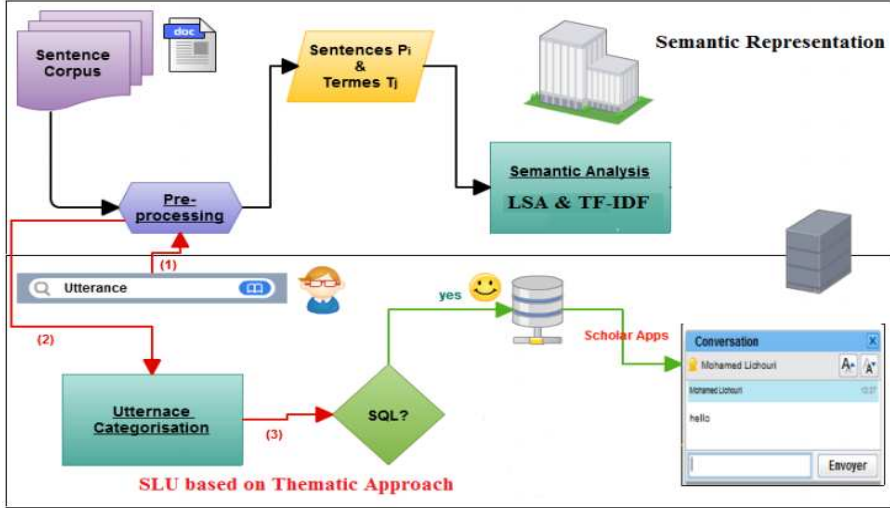 Sentence
Corpus
doc
Sentences Pi
&
Termes Tj
Semantic Representation
Semantic Analysis
LSA & TF-IDF
Pre-
processing
(1)
Utterance
(2)
yes
Scholar Apps
Utternace
Categorisation
(3)
SQL?
SLU based on Thematic Approach
Conversation
Mohamed Lichouri
A A
Mohamed Lichouri
hello
Envoyer